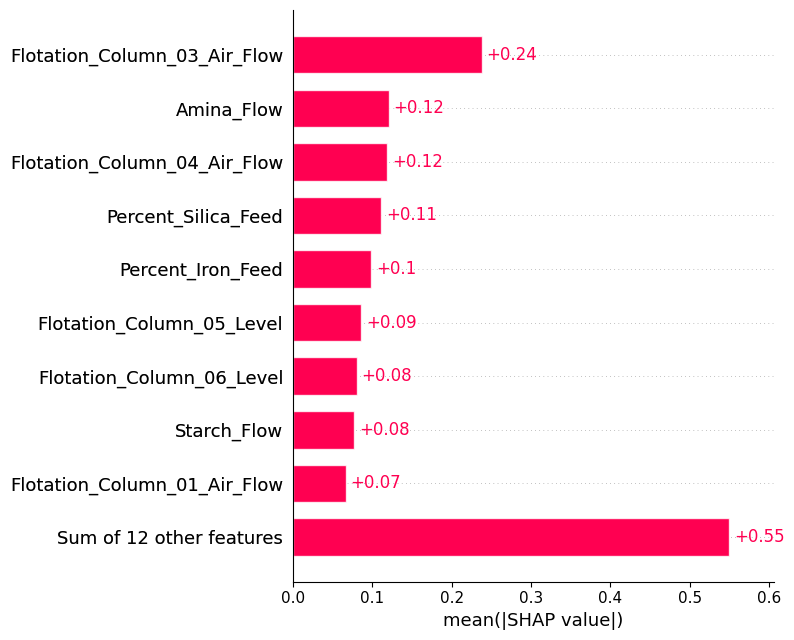 Flotation_Column_03_Air_Flow +0.24
Amina_Flow +0.12
Flotation_Column_04_Air_Flow +0.12
Percent_Silica_Feed +0.11
Percent_Iron_Feed +0.1
Flotation_Column_05_Level +0.09
Flotation_Column_06_Level +0.08
Starch_Flow +0.08
Flotation_Column_01_Air_Flow +0.07
Sum of 12 other features +0.55
0.0 0.1 0.2 0.3 0.4 0.5 0.6
mean(|SHAP value|)